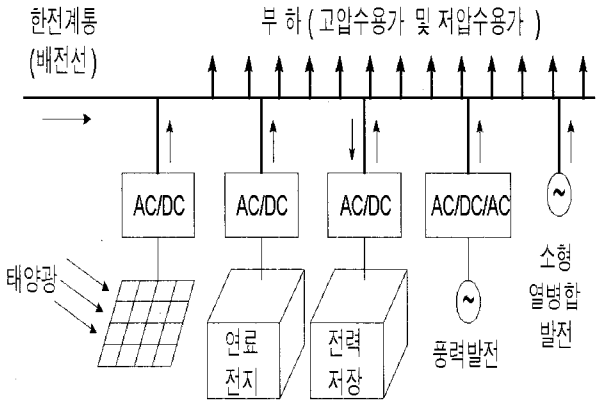 한전계통
(배전선)
부 하 ( 고압수용가 및 저압수용가 )
AC/DC
AC/DC
AC/DC
AC/DC/AC
~
태양광
연료
전지
전력
저장
~
풍력발전
소형
열병합
발전